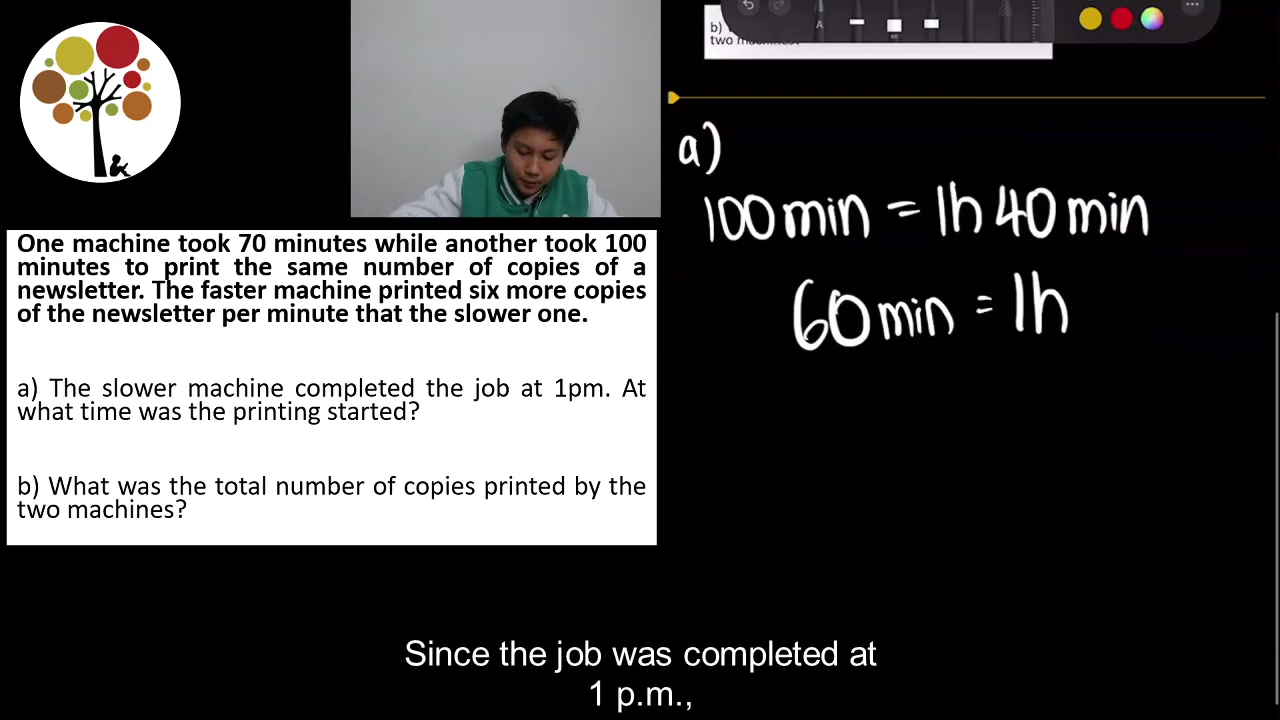 b)
two machines?
a)
100 min = 1h 40 min
60 min = 1h
One machine took 70 minutes while another took 100
minutes to print the same number of copies of a
newsletter. The faster machine printed six more copies
of the newsletter per minute that the slower one.
a) The slower machine completed the job at 1pm. At
what time was the printing started?
b) What was the total number of copies printed by the
two machines?
Since the job was completed at
1 p.m.,